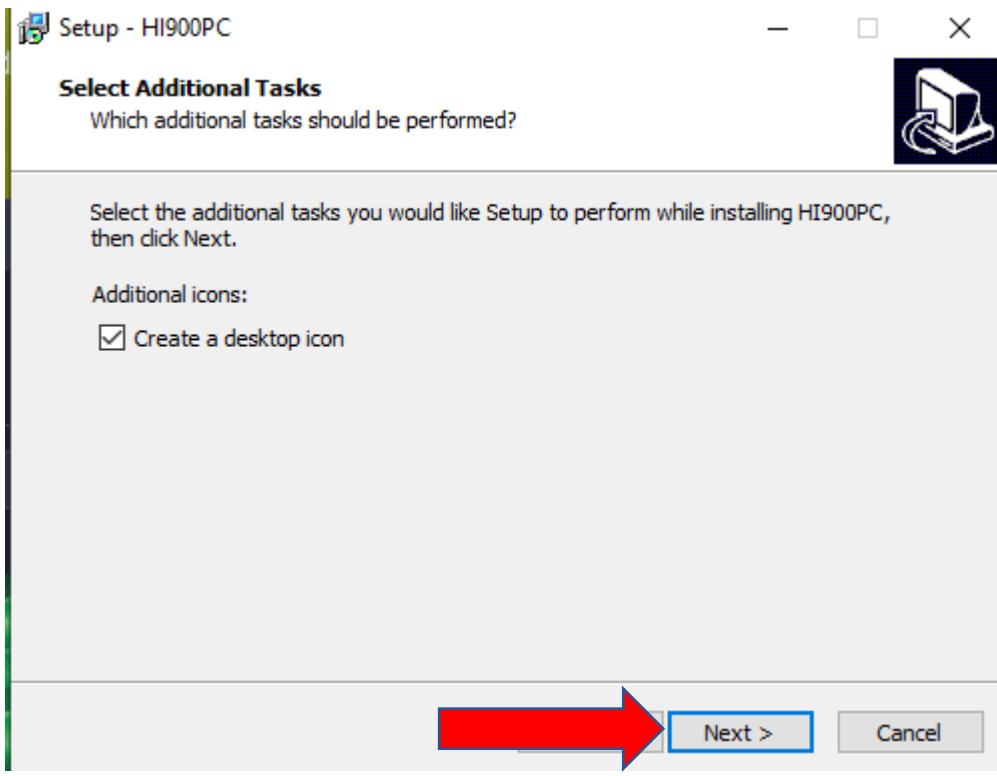 Setup - HI900PC
Select Additional Tasks
Which additional tasks should be performed?
Select the additional tasks you would like Setup to perform while installing HI900PC,
then click Next.
Additional icons:
Create a desktop icon
Next >
Cancel